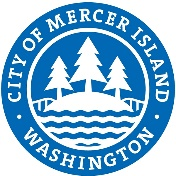 CITY OF MERCER ISLAND
· WASHINGTON ·